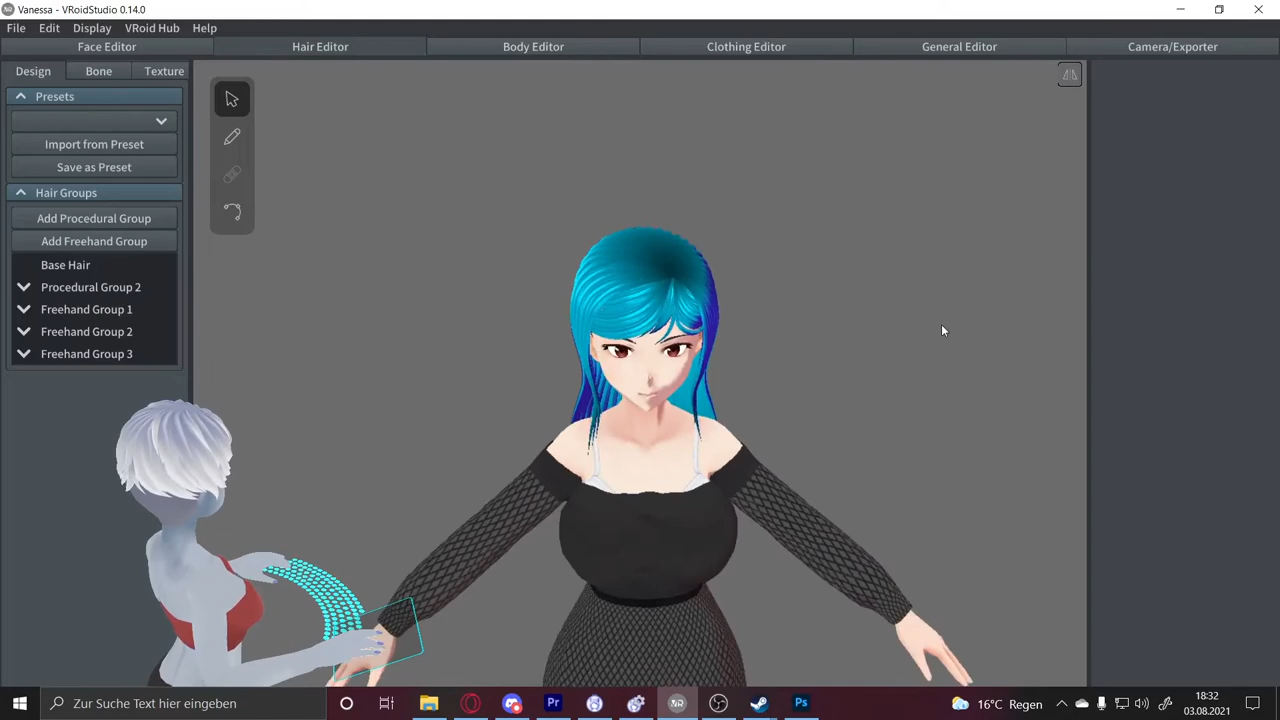 Vanessa - VRoidStudio 0.14.0
File Edit Display VRoid Hub Help
Face Editor Hair Editor Body Editor Clothing Editor General Editor Camera/Exporter
Design Bone Texture
Presets
Import from Preset
Save as Preset
Hair Groups
Add Procedural Group
Add Freehand Group
Base Hair
Procedural Group 2
Freehand Group 1
Freehand Group 2
Freehand Group 3
Zur Suche Text hier eingeben
Pr
Ps
16°C Regen
18:32
03.08.2021